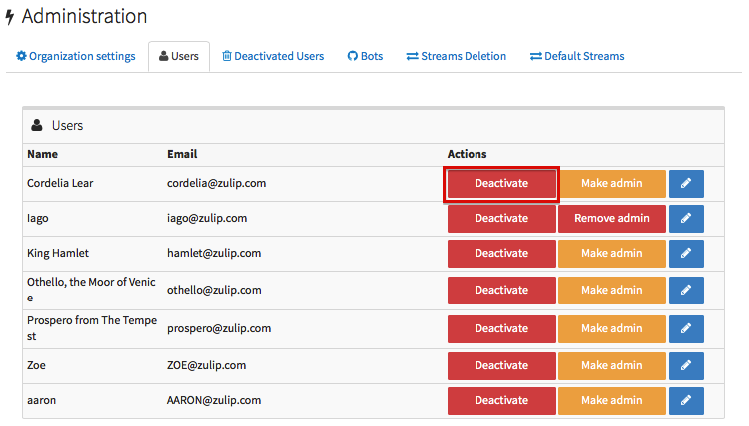 Administration
Organization settings Users Deactivated Users Bots Streams Deletion Default Streams
Users
Name Email Actions
Cordelia Lear cordelia@zulip.com Deactivate Make admin
Iago iago@zulip.com Deactivate Remove admin
King Hamlet hamlet@zulip.com Deactivate Make admin
Othello, the Moor of Venic
e othello@zulip.com Deactivate Make admin
Prospero from The Tempe
st prospero@zulip.com Deactivate Make admin
Zoe ZOE@zulip.com Deactivate Make admin
aaron AARON@zulip.com Deactivate Make admin